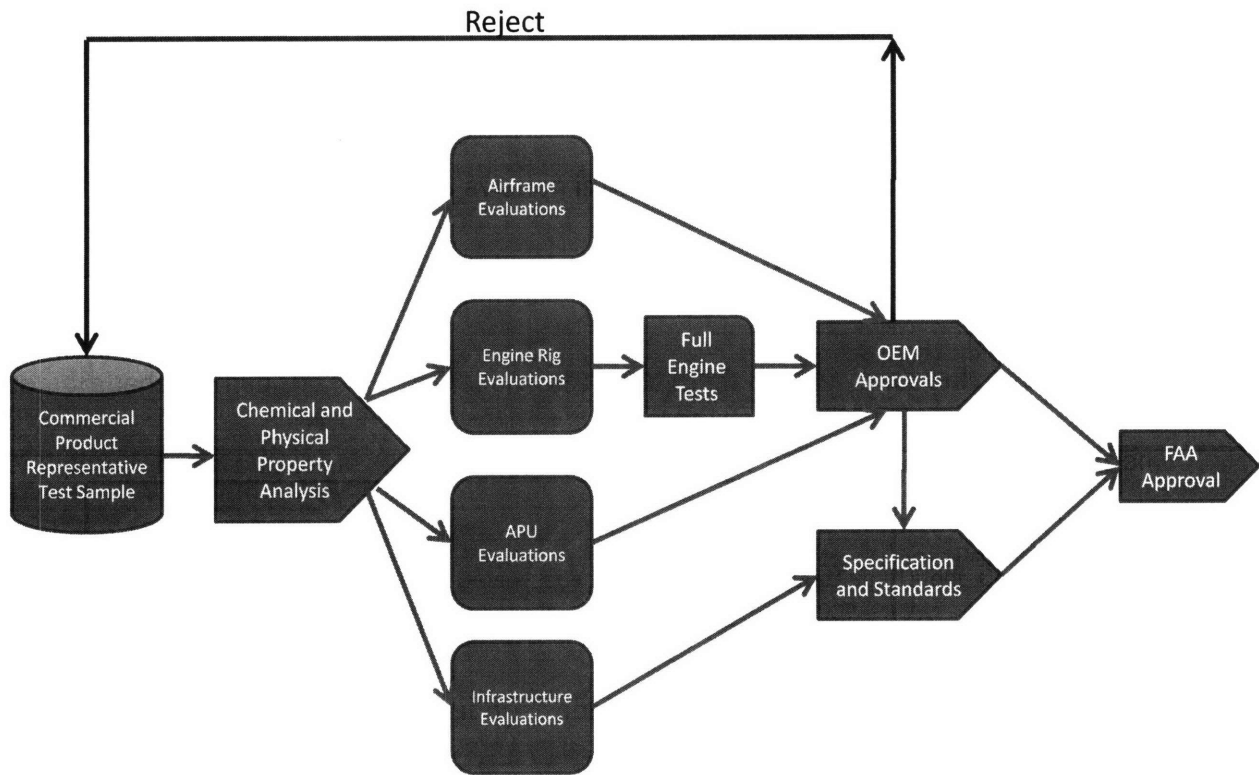 Reject
Airframe
Evaluations
Engine Rig
Evaluations
Full
Engine
Tests
OEM
Approvals
Commercial
Product
Representative
Test Sample
Chemical and
Physical
Property
Analysis
FAA
Approval
APU
Evaluations
Specification
and Standards
Infrastructure
Evaluations